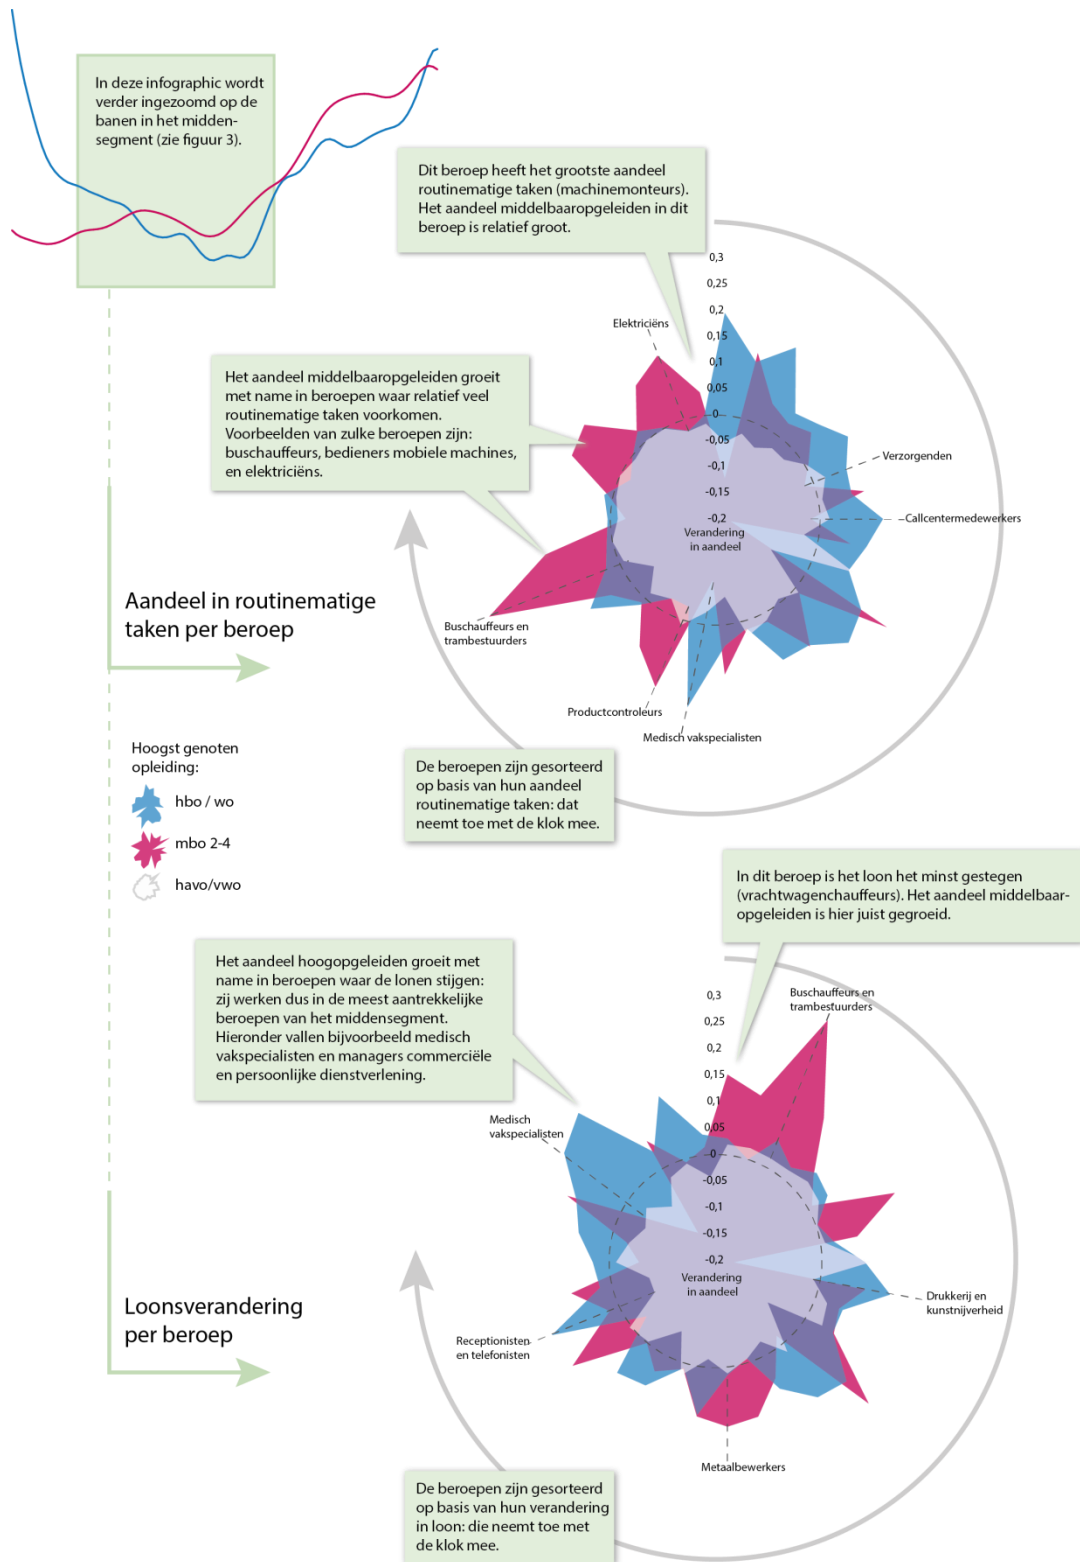 In deze infographic wordt
verder ingezoomd op de
banen in het midden-
segment (zie figuur 3).
Dit beroep heeft het grootste aandeel
routinematige taken (machinemonteurs).
Het aandeel middelbaaropgeleiden in dit
beroep is relatief groot.
0,3
0,25
0,2
0,15
0,1
0,05
0
-0,05
-0,1
-0,15
-0,2
Verandering
in aandeel
Elektriciëns
Het aandeel middelbaaropgeleiden groeit
met name in beroepen waar relatief veel
routinematige taken voorkomen.
Voorbeelden van zulke beroepen zijn:
buschauffeurs, bedieners mobiele machines,
en elektriciëns.
Verzorgenden
Callcentermedewerkers
Aandeel in routinematige
taken per beroep
Buschauffeurs en
trambestuurders
Productcontroleurs
Medisch vakspecialisten
Hoogst genoten
opleiding:
hbo / wo
mbo 2-4
havo/vwo
De beroepen zijn gesorteerd
op basis van hun aandeel
routinematige taken: dat
neemt toe met de klok mee.
In dit beroep is het loon het minst gestegen
(vrachtwagenchauffeurs). Het aandeel middelbaar-
opgeleiden is hier juist gegroeid.
Het aandeel hoogopgeleiden groeit met
name in beroepen waar de lonen stijgen:
zij werken dus in de meest aantrekkelijke
beroepen van het middensegment.
Hieronder vallen bijvoorbeeld medisch
vakspecialisten en managers commerciële
en persoonlijke dienstverlening.
0,3
0,25
0,2
0,15
0,1
0,05
0
-0,05
-0,1
-0,15
-0,2
Verandering
in aandeel
Buschauffeurs en
trambestuurders
Medisch
vakspecialisten
Loonsverandering
per beroep
Drukkerij en
kunstnijverheid
Receptionisten
en telefonisten
Metaalbewerkers
De beroepen zijn gesorteerd
op basis van hun verandering
in loon: die neemt toe met
de klok mee.